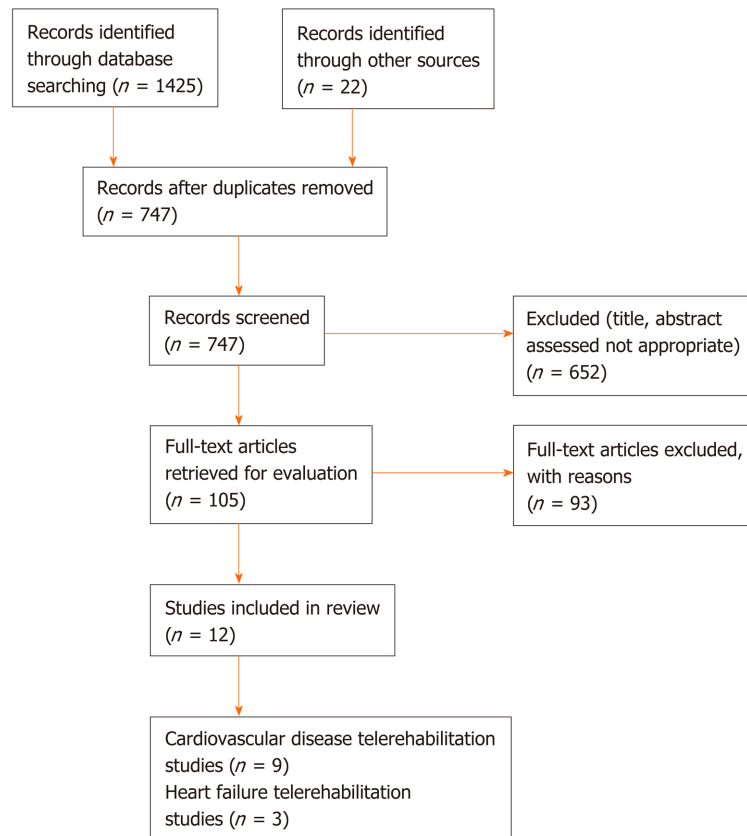 Records identified
through database
searching (n = 1425)
Records identified
through other sources
(n = 22)
Records after duplicates removed
(n = 747)
Records screened
(n = 747)
Excluded (title, abstract
assessed not appropriate)
(n = 652)
Full-text articles
retrieved for evaluation
(n = 105)
Full-text articles excluded,
with reasons
(n = 93)
Studies included in review
(n = 12)
Cardiovascular disease telerehabilitation
studies (n = 9)
Heart failure telerehabilitation
studies (n = 3)